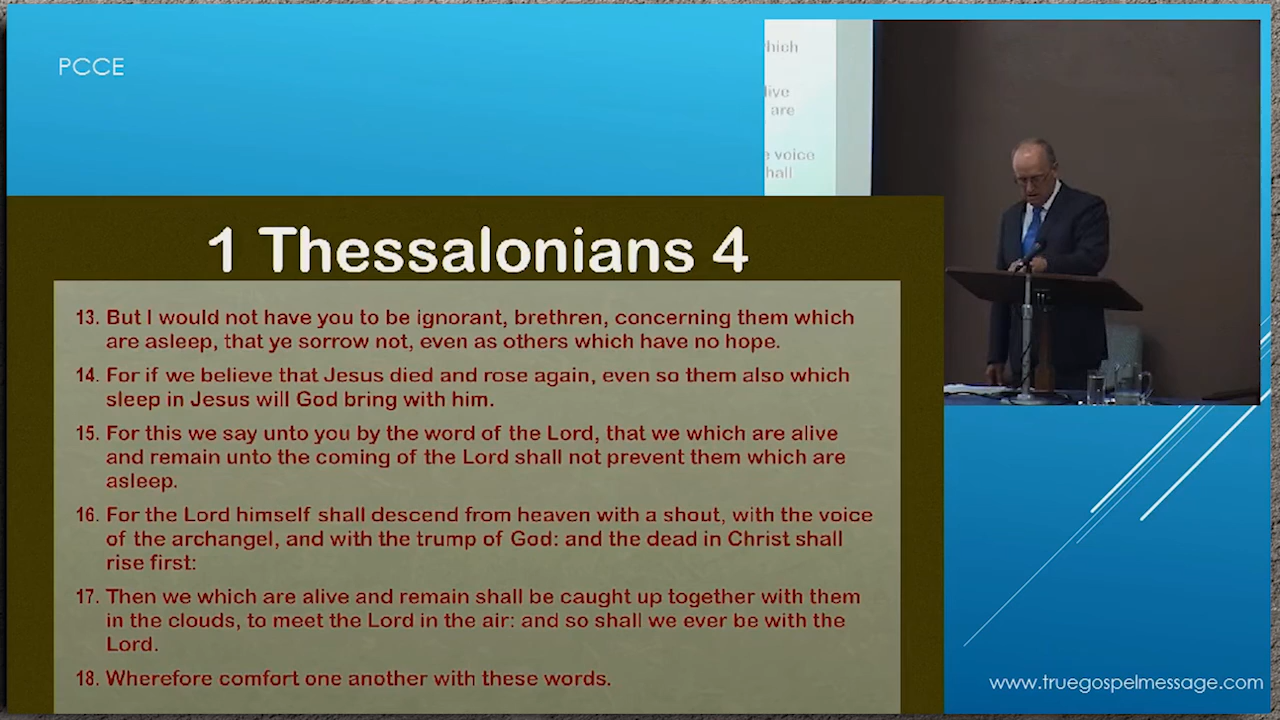 PCCE
hich
live
are
voice
hall
1 Thessalonians 4
13. But I would not have you to be ignorant, brethren, concerning them which
are asleep, that ye sorrow not, even as others which have no hope.
14. For if we believe that Jesus died and rose again, even so them also which
sleep in Jesus will God bring with him.
15. For this we say unto you by the word of the Lord, that we which are alive
and remain unto the coming of the Lord shall not prevent them which are
asleep.
16. For the Lord himself shall descend from heaven with a shout, with the voice
of the archangel, and with the trump of God: and the dead in Christ shall
rise first:
17. Then we which are alive and remain shall be caught up together with them
in the clouds, to meet the Lord in the air: and so shall we ever be with the
Lord.
18. Wherefore comfort one another with these words.
www.truegospelmessage.com